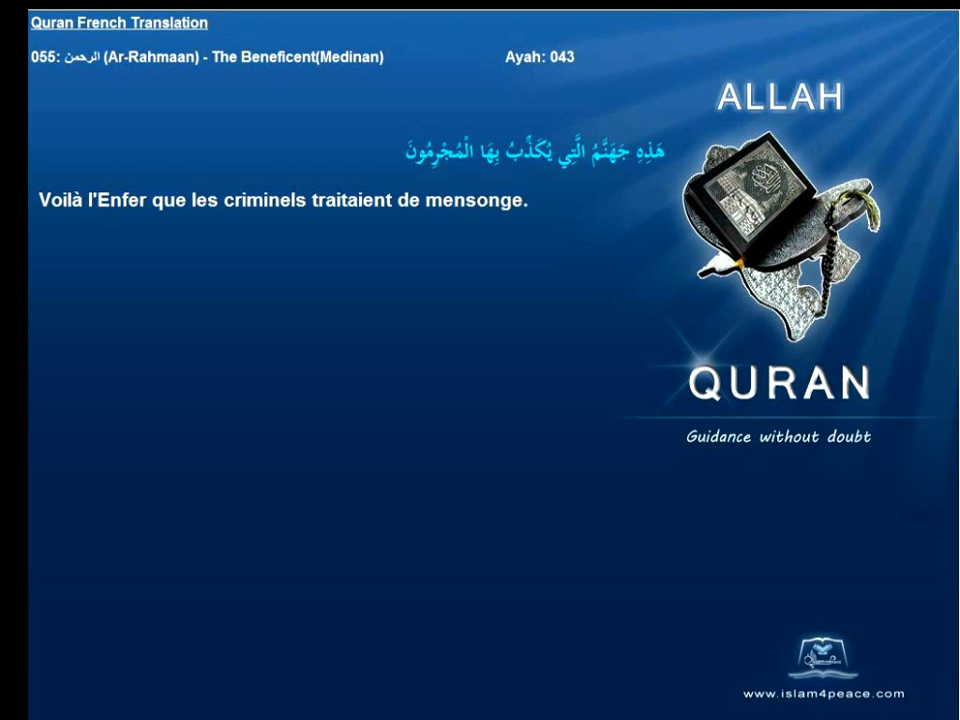 Quran French Translation
055: الرحمن (Ar-Rahmaan) - The Beneficent(Medinan) Ayah: 043
ALLAH
هَذِهِ جَهَنَّمُ الَّتِي يُكَذِّبُ بِهَا الْمُجْرِمُونَ
Voilà l'Enfer que les criminels traitaient de mensonge.
QURAN
Guidance without doubt
www.islam4peace.com